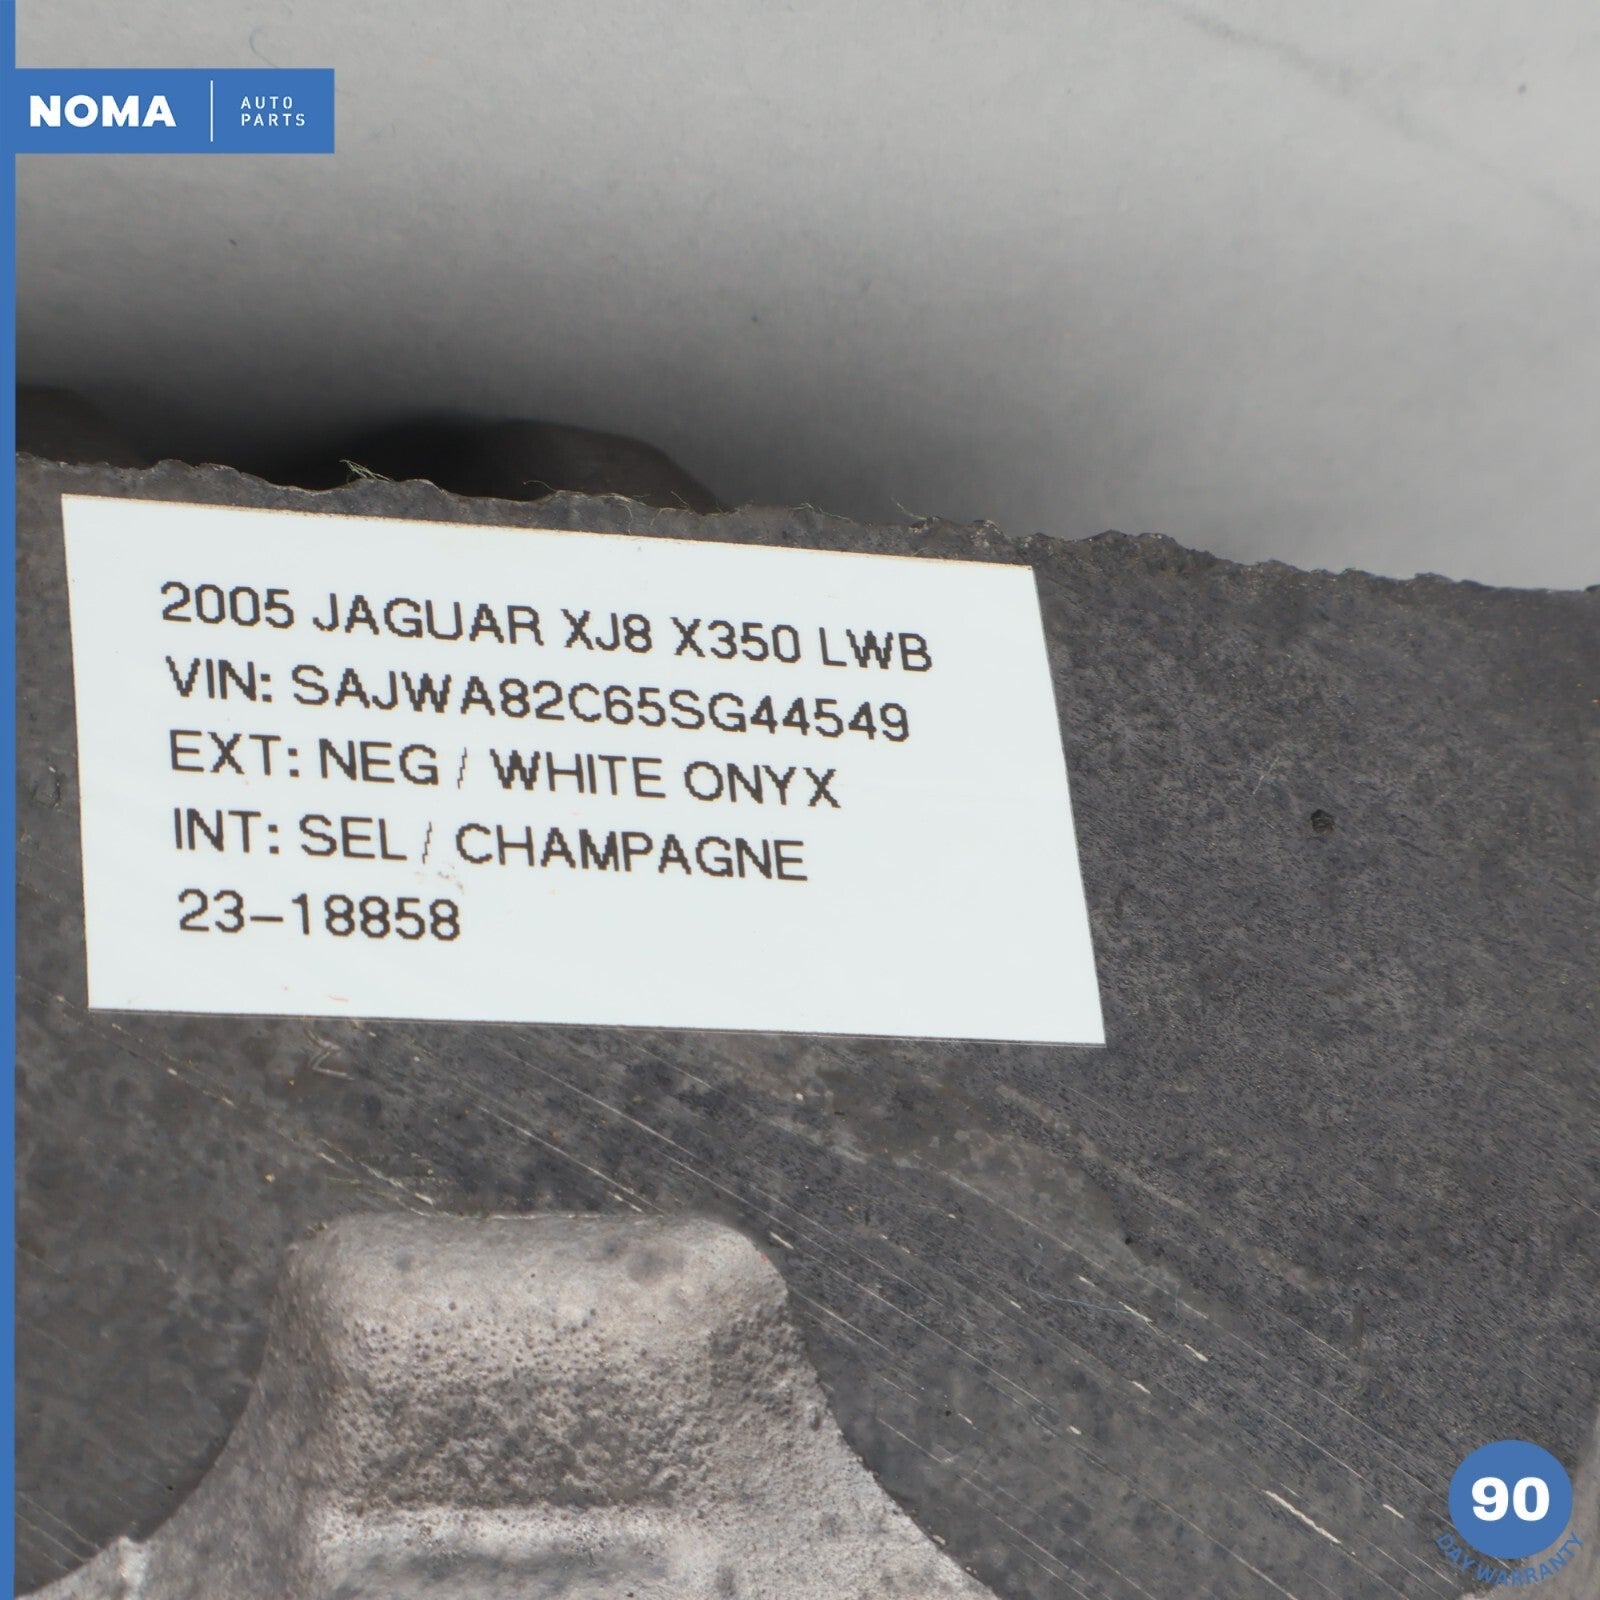 NOMA
AUTO
PARTS
2005 JAGUAR XJ8 X350 LWB
VIN: SAJWA82C65SG44549
EXT: NEG / WHITE ONYX
INT: SEL / CHAMPAGNE
23-18858
90
DAY WARRANTY